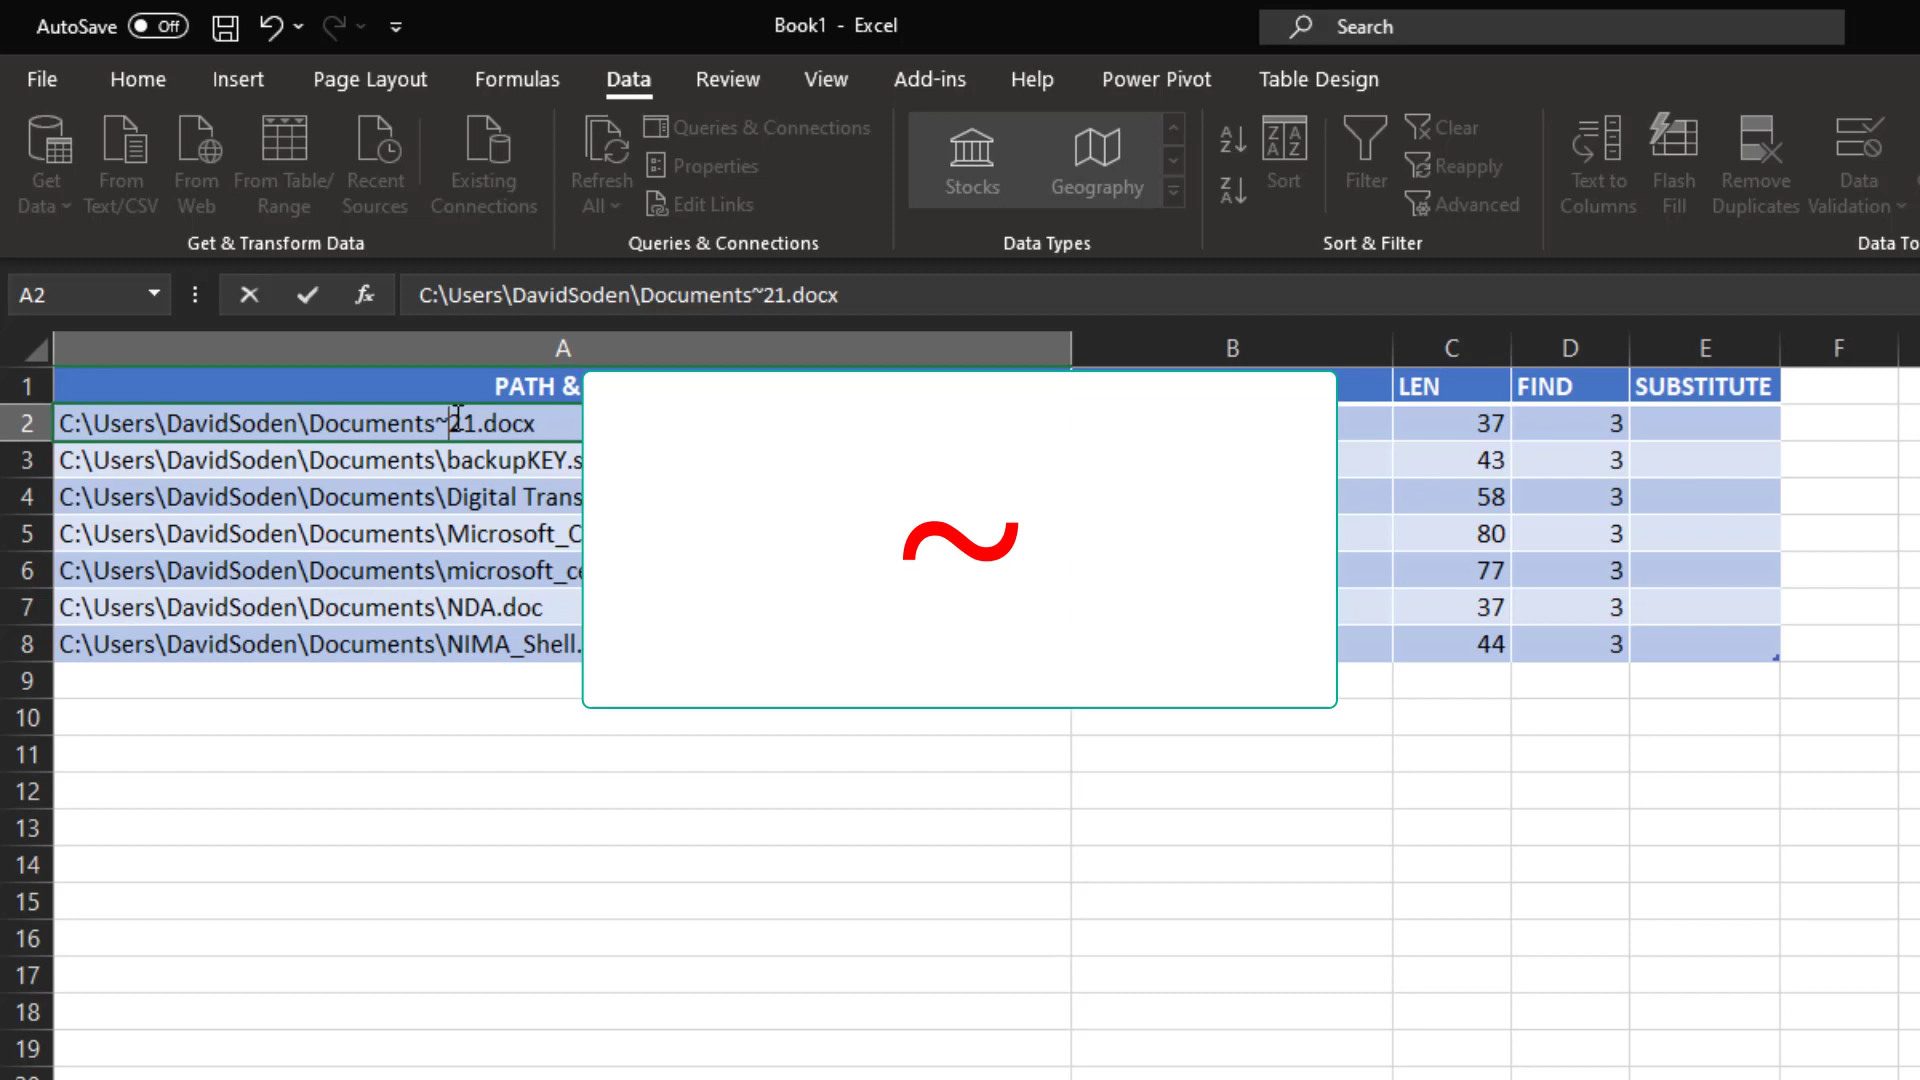 AutoSave Off
Book1 - Excel
Search
File Home Insert Page Layout Formulas Data Review View Add-ins Help Power Pivot Table Design
Get Data
From Text/CSV
From Web
From Table/ Range
Recent Sources
Existing Connections
Get & Transform Data
Refresh All
Queries & Connections
Properties
Edit Links
Queries & Connections
Stocks
Geography
Data Types
A Z
Z A
Z A A Z
Sort
Filter
Clear
Reapply
Advanced
Sort & Filter
Text to Columns
Flash Fill
Remove Duplicates
Data Validation
Data To
A2
fx
C:\Users\DavidSoden\Documents~21.docx
A B C D E F
1 PATH & LEN FIND SUBSTITUTE
2 C:\Users\DavidSoden\Documents~21.docx 37 3
3 C:\Users\DavidSoden\Documents\backupKEY.s 43 3
4 C:\Users\DavidSoden\Documents\Digital Trans 58 3
5 C:\Users\DavidSoden\Documents\Microsoft_C 80 3
6 C:\Users\DavidSoden\Documents\microsoft_ce 77 3
7 C:\Users\DavidSoden\Documents\NDA.doc 37 3
8 C:\Users\DavidSoden\Documents\NIMA_Shell. 44 3
~
9
10
11
12
13
14
15
16
17
18
19